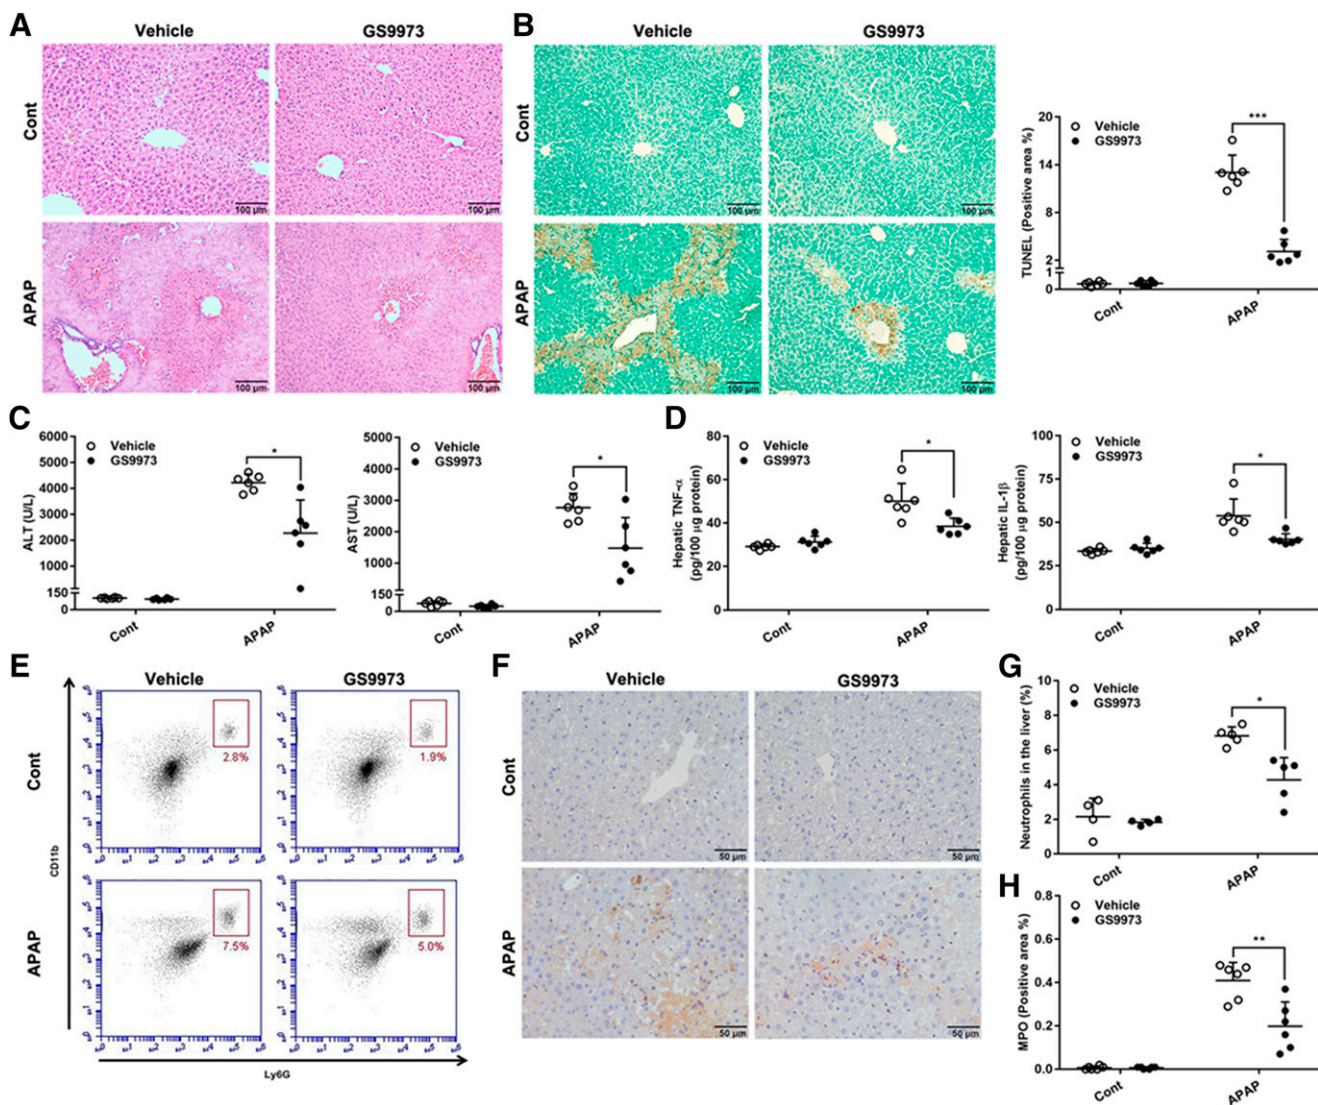 A
Vehicle
GS9973
Cont
100 μm
100 μm
APAP
100 μm
100 μm
B
Vehicle
GS9973
Cont
100 μm
100 μm
APAP
100 μm
100 μm
TUNEL (Positive area %)
20
14
8
2
1
0
Vehicle
GS9973
***
Cont
APAP
C
ALT (U/L)
6000
5000
4000
3000
2000
1000
150
0
Vehicle
GS9973
*
Cont
APAP
AST (U/L)
5000
4000
3000
2000
1000
150
0
Vehicle
GS9973
*
Cont
APAP
D
Hepatic TNF-α
(pg/100 μg protein)
80
60
40
20
0
Vehicle
GS9973
*
Cont
APAP
Hepatic IL-1β
(pg/100 μg protein)
100
75
50
25
0
Vehicle
GS9973
*
Cont
APAP
E
Vehicle
GS9973
Cont
2.8%
1.9%
APAP
7.5%
5.0%
CD11b
Ly6G
F
Vehicle
GS9973
Cont
50 μm
50 μm
APAP
50 μm
50 μm
G
Neutrophils in the liver (%)
10
8
6
4
2
0
Vehicle
GS9973
*
Cont
APAP
H
MPO (Positive area %)
0.8
0.6
0.4
0.2
0.0
Vehicle
GS9973
**
Cont
APAP